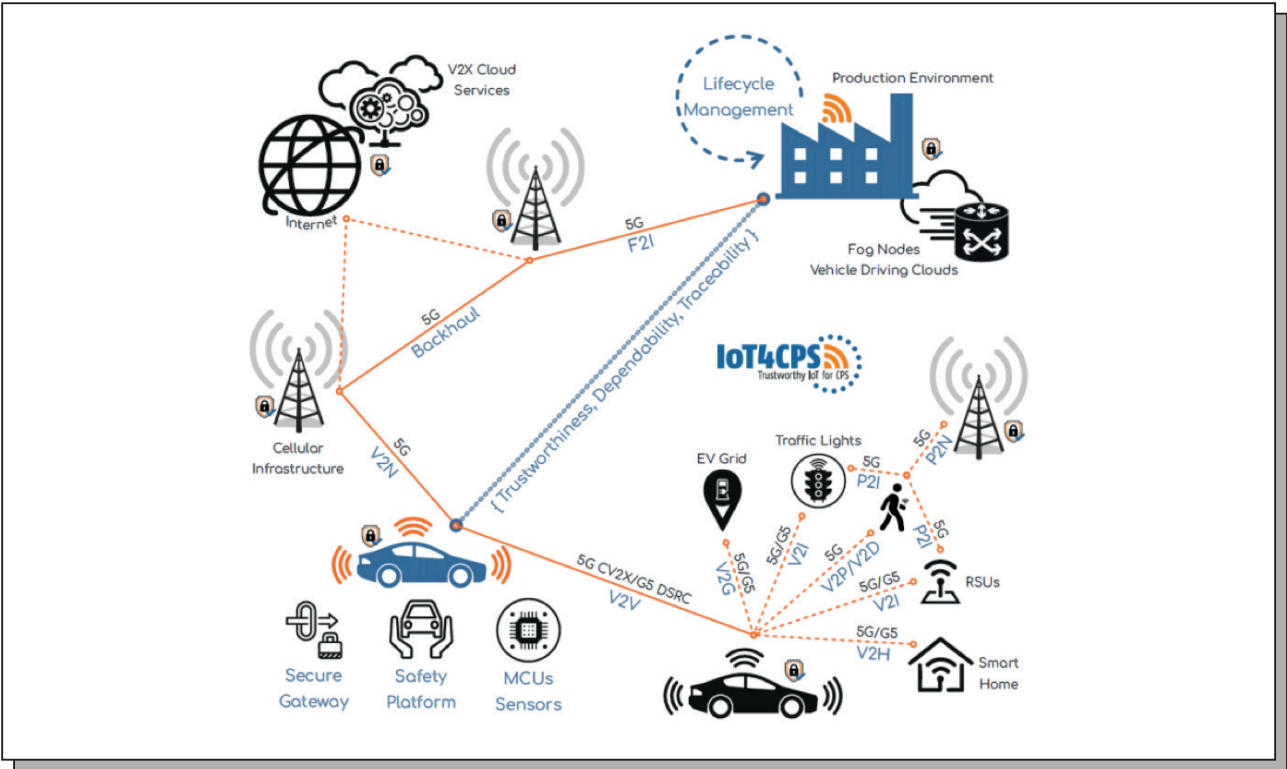 V2X Cloud
Services
Internet
Lifecycle
Management
Production Environment
5G
F2I
Fog Nodes
Vehicle Driving Clouds
5G
Backhaul
{ Trustworthiness, Dependability, Traceability }
IoT4CPS
Trustworthy IoT for CPS
Cellular
Infrastructure
5G
V2N
EV Grid
Traffic Lights
5G
P2I
5G
P2N
5G
P2I
5G/G5
V2G
5G/G5
V2I
5G
V2P/V2D
5G/G5
V2I
RSUs
5G/G5
V2H
Smart
Home
5G CV2X/G5 DSRC
V2V
Secure
Gateway
Safety
Platform
MCUs
Sensors